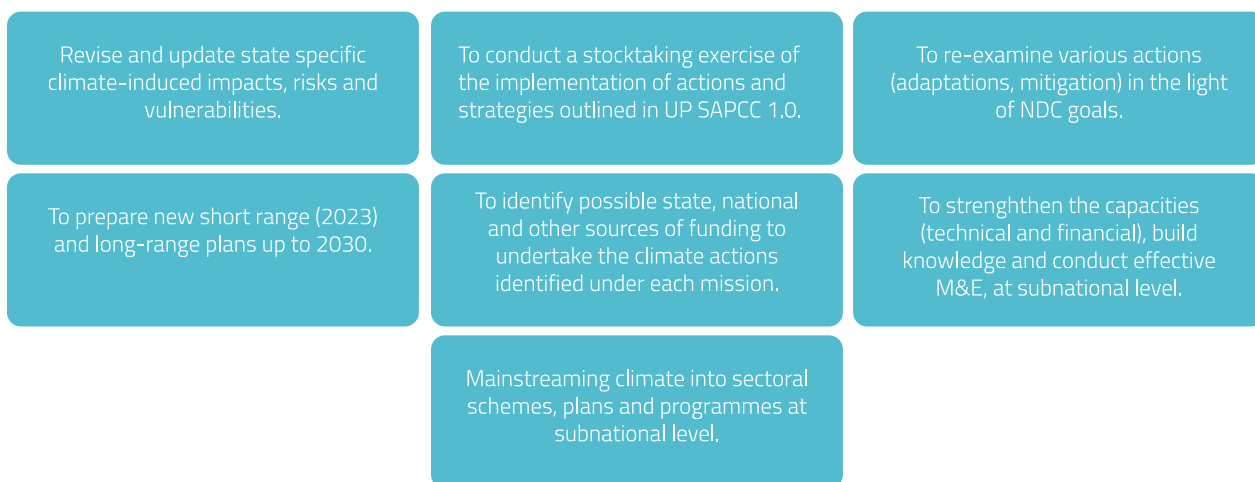 Revise and update state specific
climate-induced impacts, risks and
vulnerabilities.
To conduct a stocktaking exercise of
the implementation of actions and
strategies outlined in UP SAPCC 1.0.
To re-examine various actions
(adaptations, mitigation) in the light
of NDC goals.
To prepare new short range (2023)
and long-range plans up to 2030.
To identify possible state, national
and other sources of funding to
undertake the climate actions
identified under each mission.
To strenghthen the capacities
(technical and financial), build
knowledge and conduct effective
M&E, at subnational level.
Mainstreaming climate into sectoral
schemes, plans and programmes at
subnational level.